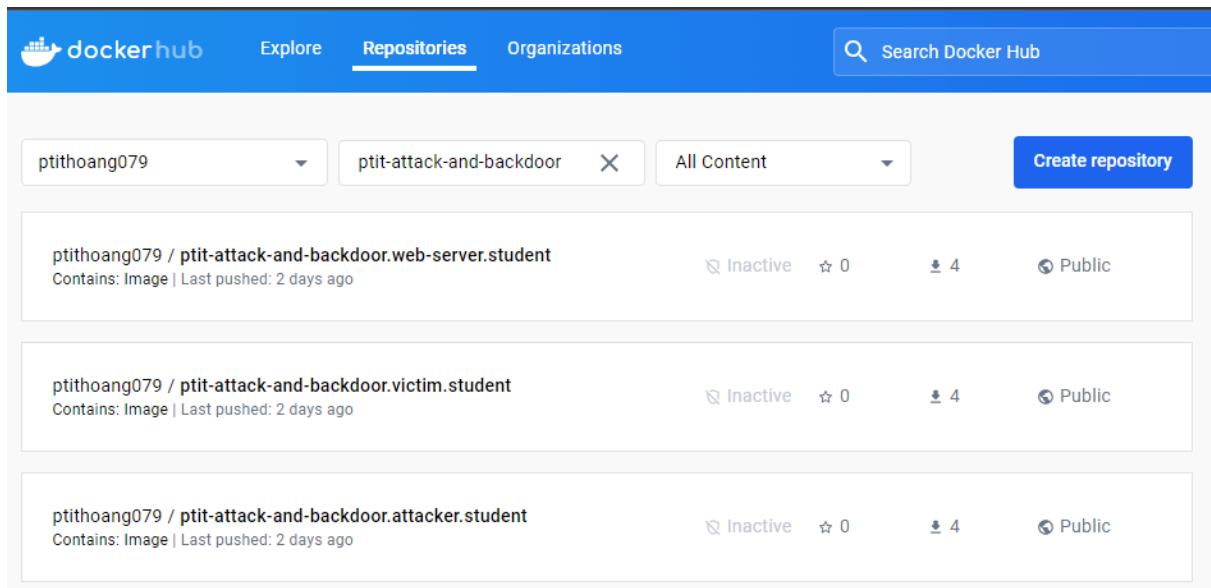 dockerhub Explore Repositories Organizations Search Docker Hub
ptithoang079 ptit-attack-and-backdoor All Content Create repository
ptithoang079 / ptit-attack-and-backdoor.web-server.student
Contains: Image | Last pushed: 2 days ago
Inactive 0 4 Public
ptithoang079 / ptit-attack-and-backdoor.victim.student
Contains: Image | Last pushed: 2 days ago
Inactive 0 4 Public
ptithoang079 / ptit-attack-and-backdoor.attacker.student
Contains: Image | Last pushed: 2 days ago
Inactive 0 4 Public